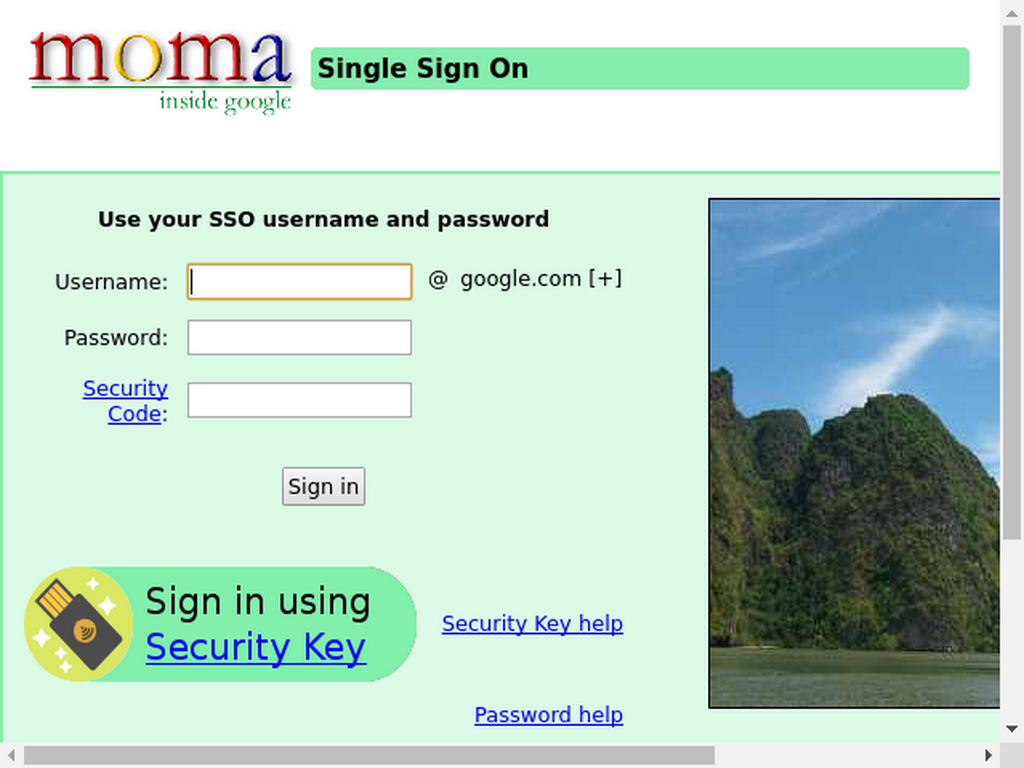 moma
inside google
Single Sign On
Use your SSO username and password
Username:
@ google.com [+]
Password:
Security
Code:
Sign in
Sign in using
Security Key
Security Key help
Password help